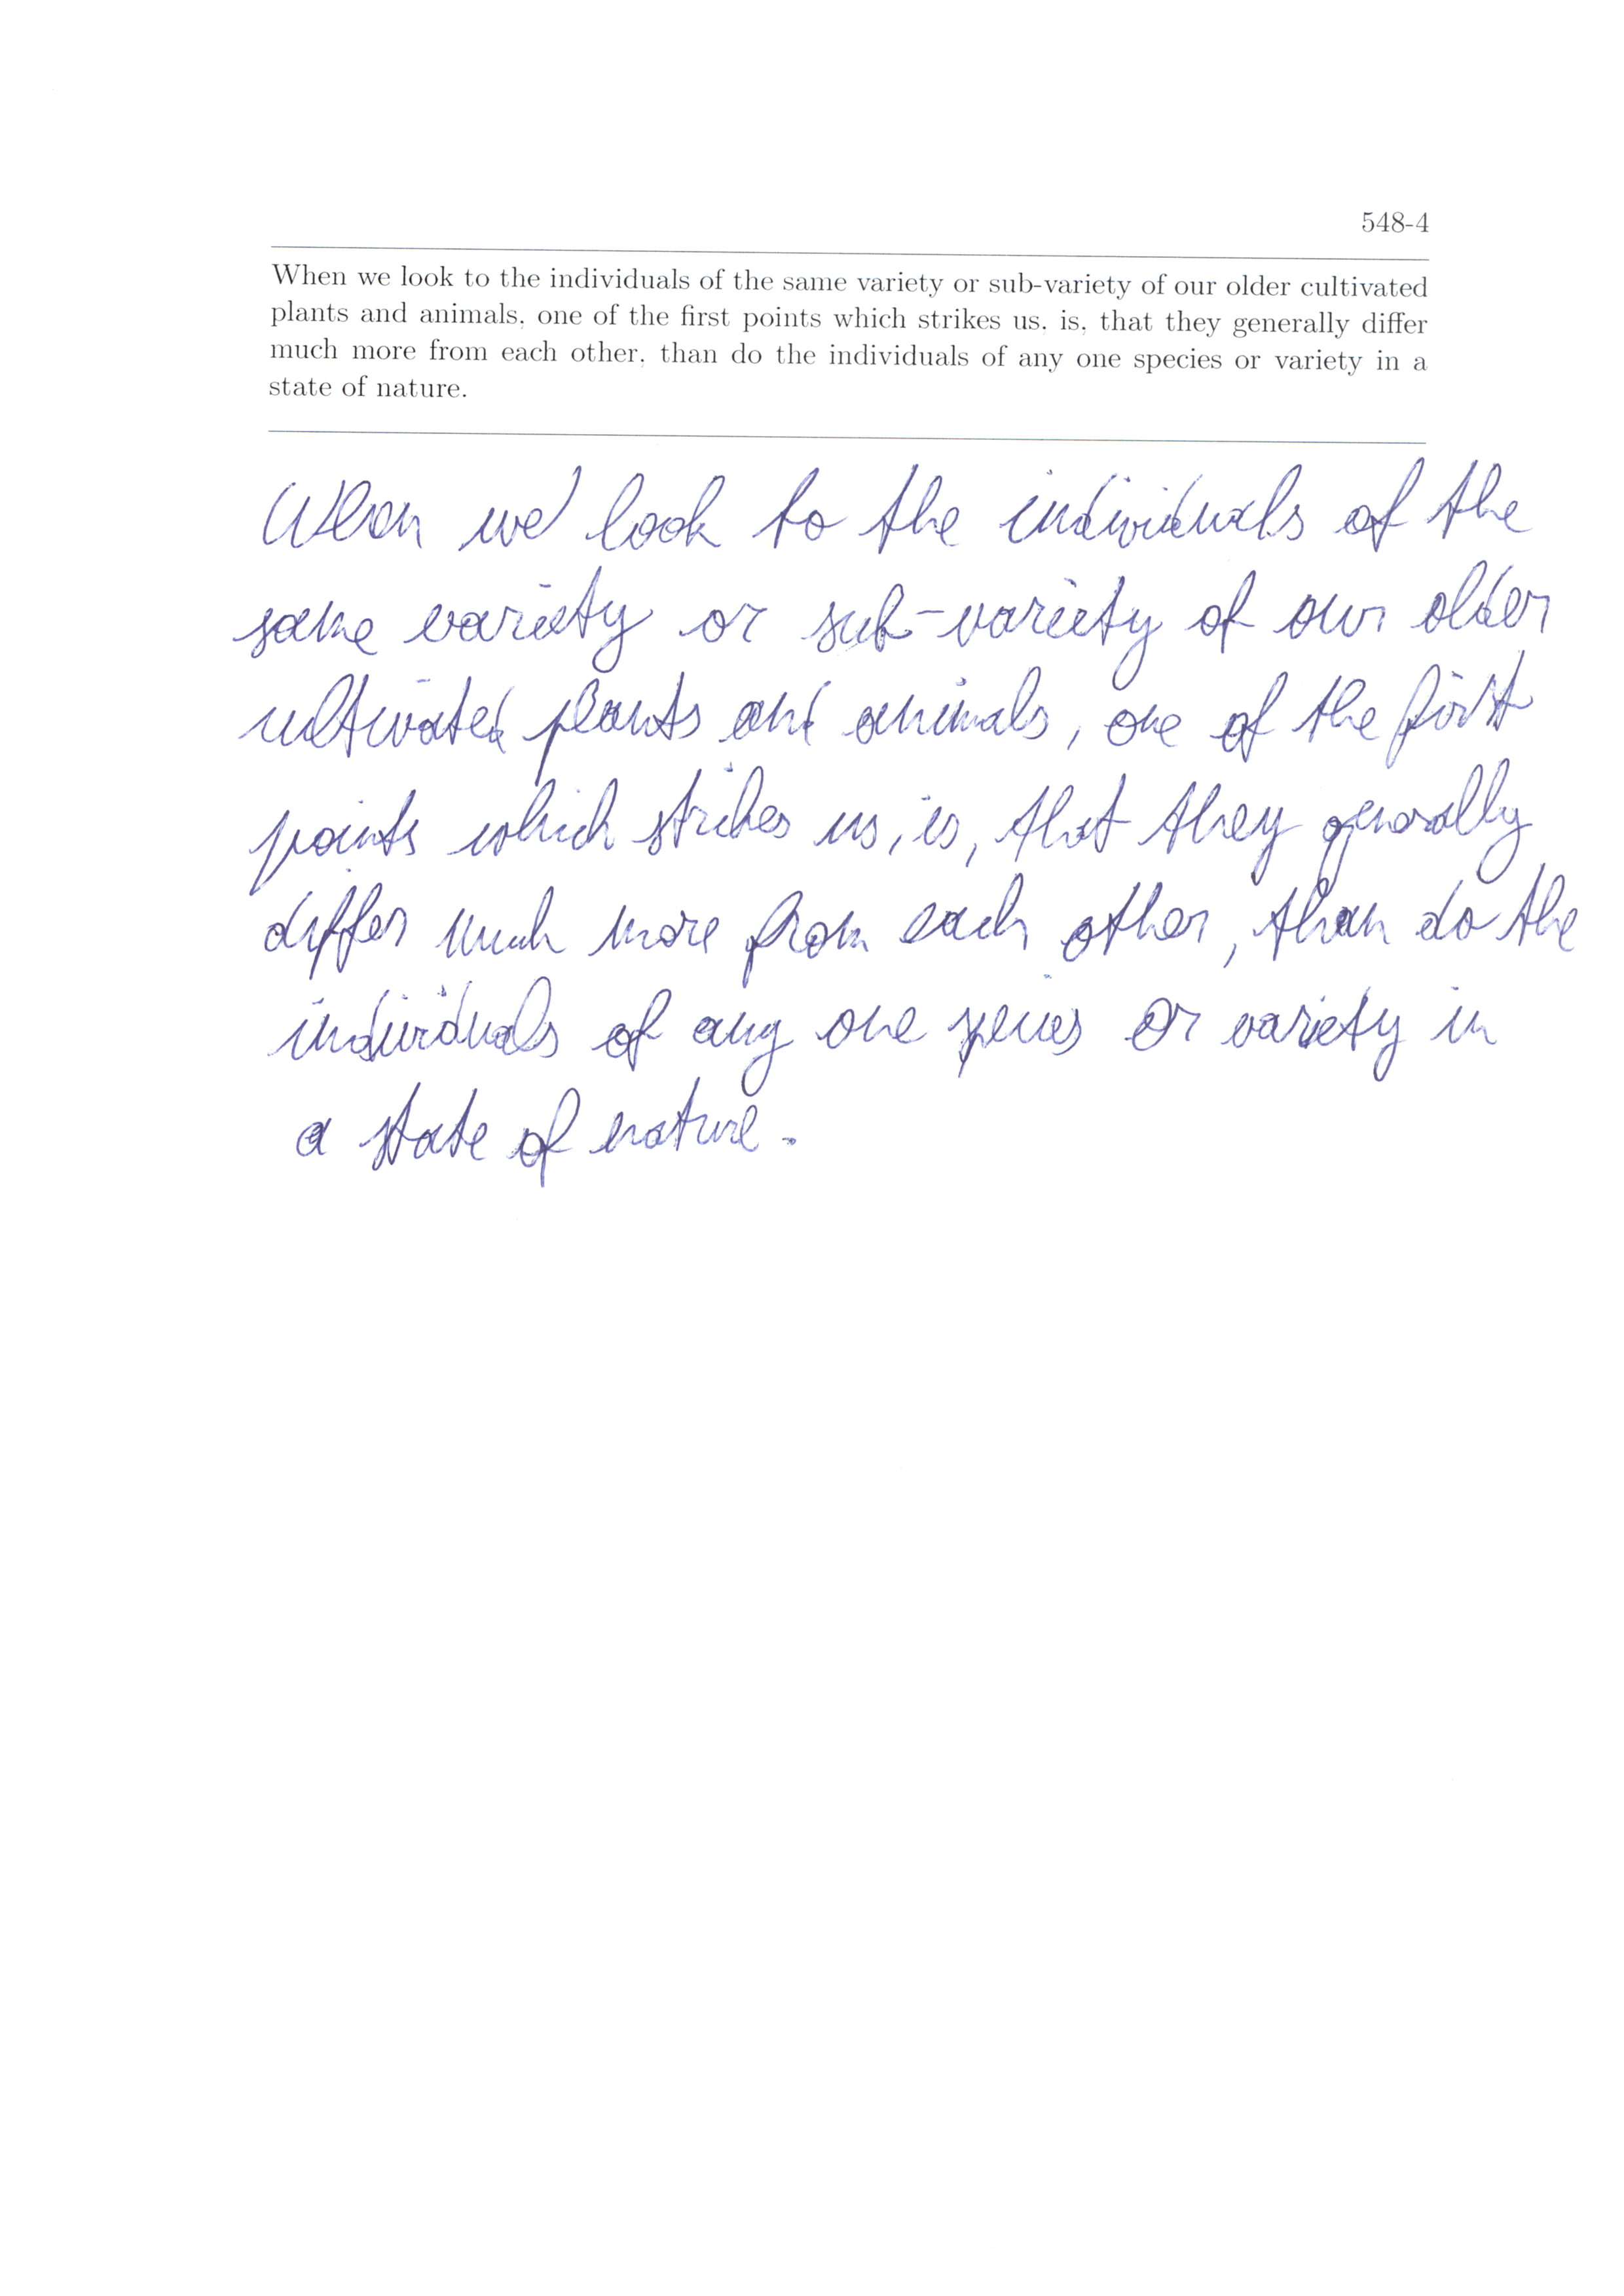 548-4
When we look to the individuals of the same variety or sub-variety of our older cultivated
plants and animals, one of the first points which strikes us, is, that they generally differ
much more from each other, than do the individuals of any one species or variety in a
state of nature.
When we look to the individuals of the
same variety or sub-variety of our older
cultivated plants and animals, one of the first
points which strikes us, is, that they generally
differ much more from each other, than do the
individuals of any one species or variety in
a state of nature.